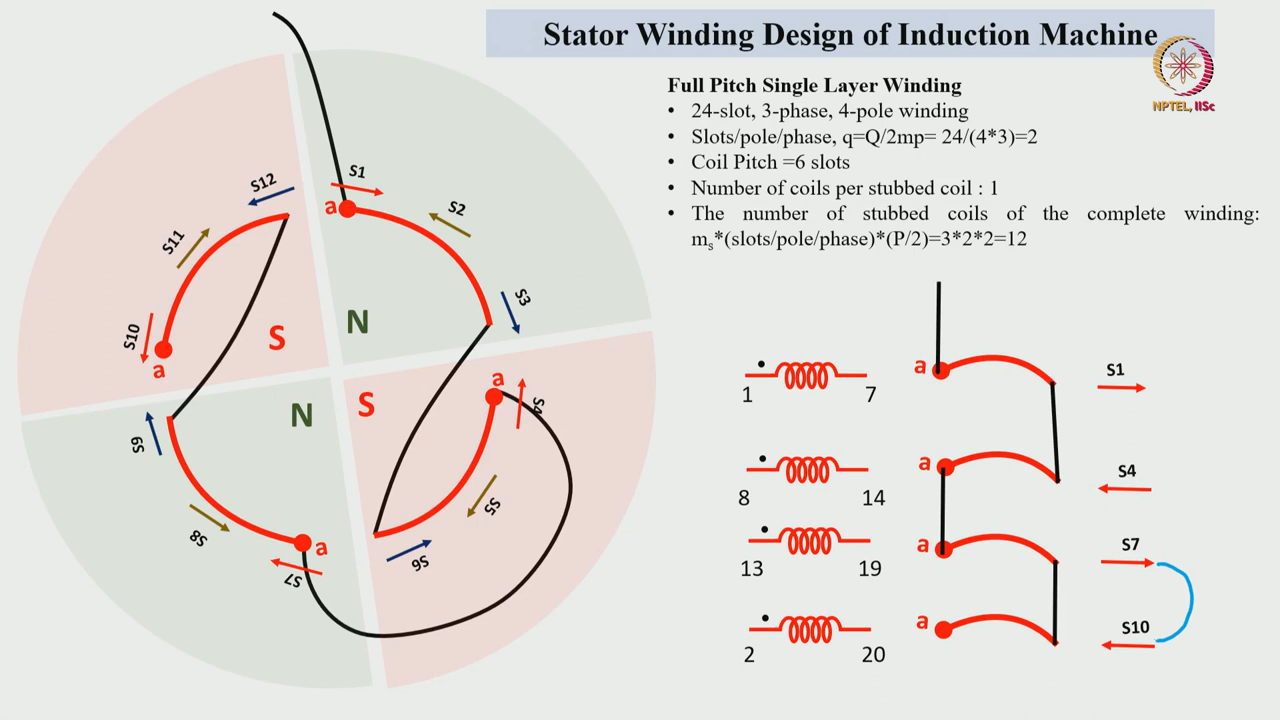 Stator Winding Design of Induction Machine
NPTEL, IISc
Full Pitch Single Layer Winding
• 24-slot, 3-phase, 4-pole winding
• Slots/pole/phase, q=Q/2mp= 24/(4*3)=2
• Coil Pitch =6 slots
• Number of coils per stubbed coil : 1
• The number of stubbed coils of the complete winding:
mₛ*(slots/pole/phase)*(P/2)=3*2*2=12
S12
S1
a
S2
S11
S3
S10
a
S
N
a
S4
N
S
S9
S5
S8
a
S6
S7
1
7
a
S1
8
14
a
S4
13
19
a
S7
2
20
a
S10